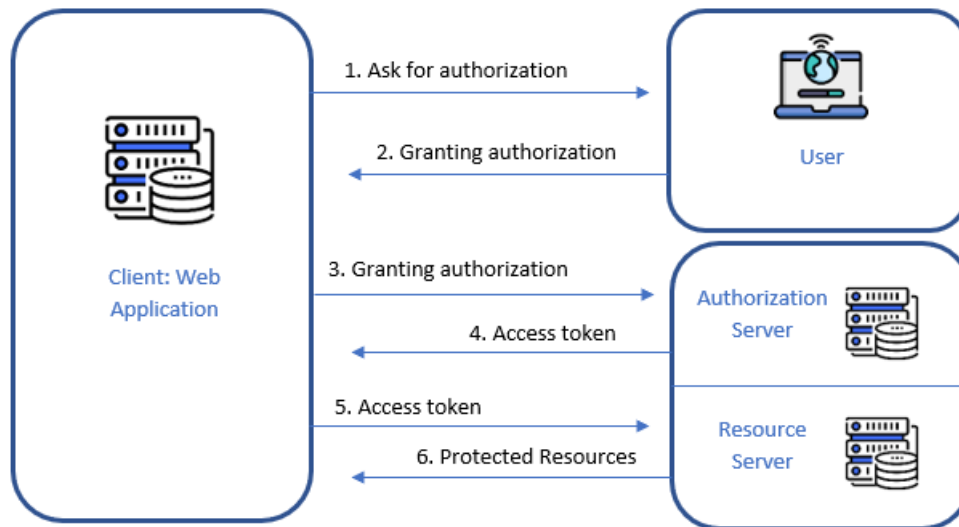 1. Ask for authorization
2. Granting authorization
User
Client: Web
Application
3. Granting authorization
Authorization
Server
4. Access token
5. Access token
Resource
Server
6. Protected Resources